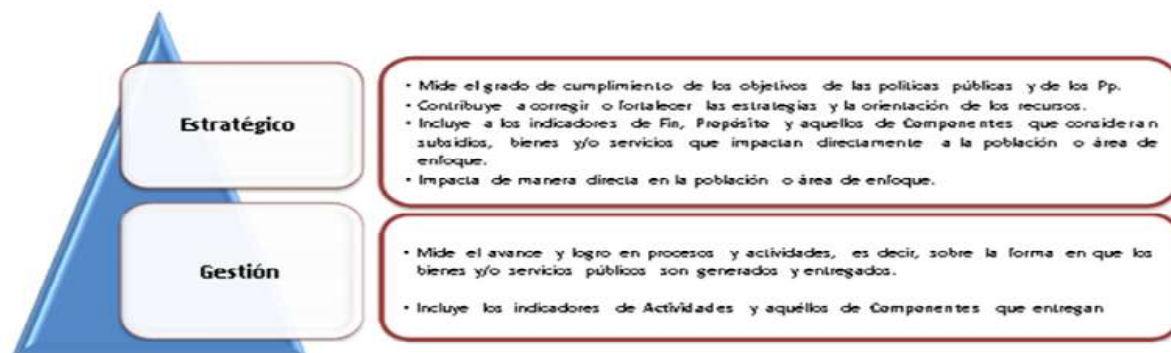 Estratégico
• Mide el grado de cumplimiento de los objetivos de las políticas públicas y de los Pp.
• Contribuye a corregir o fortalecer las estrategias y la orientación de los recursos.
• Incluye a los indicadores de Fin, Propósito y aquellos de Componentes que consideran
subsidios, bienes y/o servicios que impactan directamente a la población o área de
enfoque.
• Impacta de manera directa en la población o área de enfoque.
Gestión
• Mide el avance y logro en procesos y actividades, es decir, sobre la forma en que los
bienes y/o servicios públicos son generados y entregados.
• Incluye los indicadores de Actividades y aquéllos de Componentes que entregan